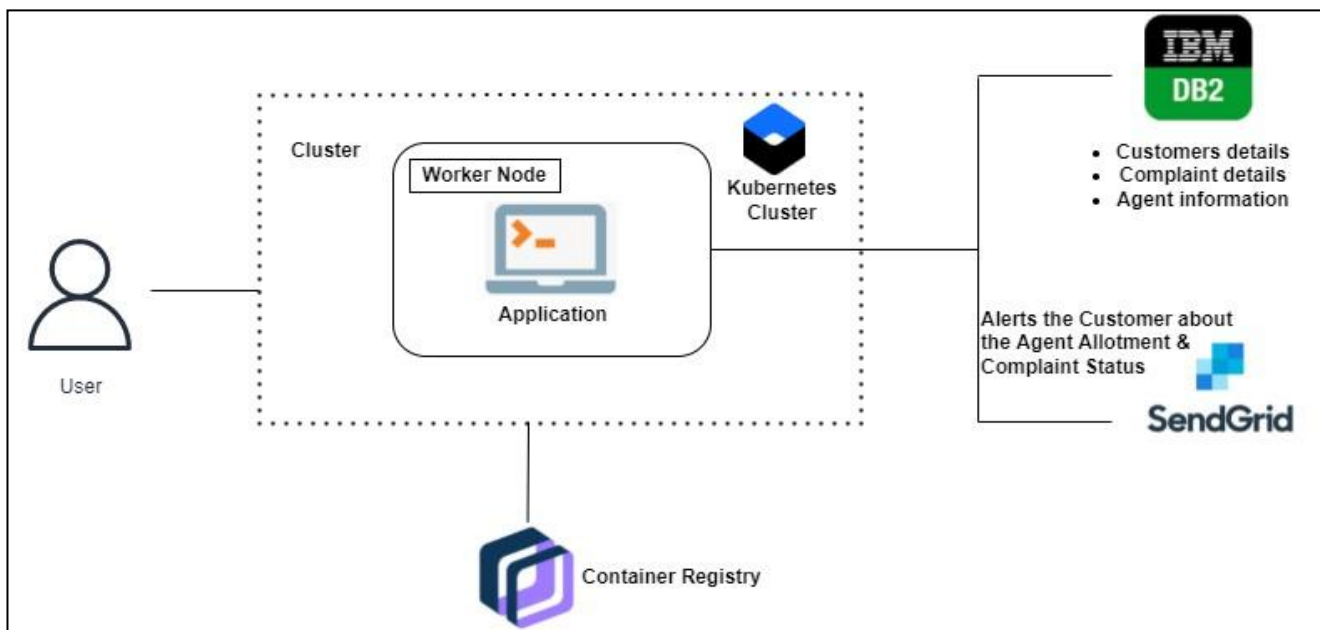 IBM
DB2
Cluster
Worker Node
Kubernetes
Cluster
Customers details
Complaint details
Agent information
Application
User
Alerts the Customer about
the Agent Allotment &
Complaint Status
SendGrid
Container Registry